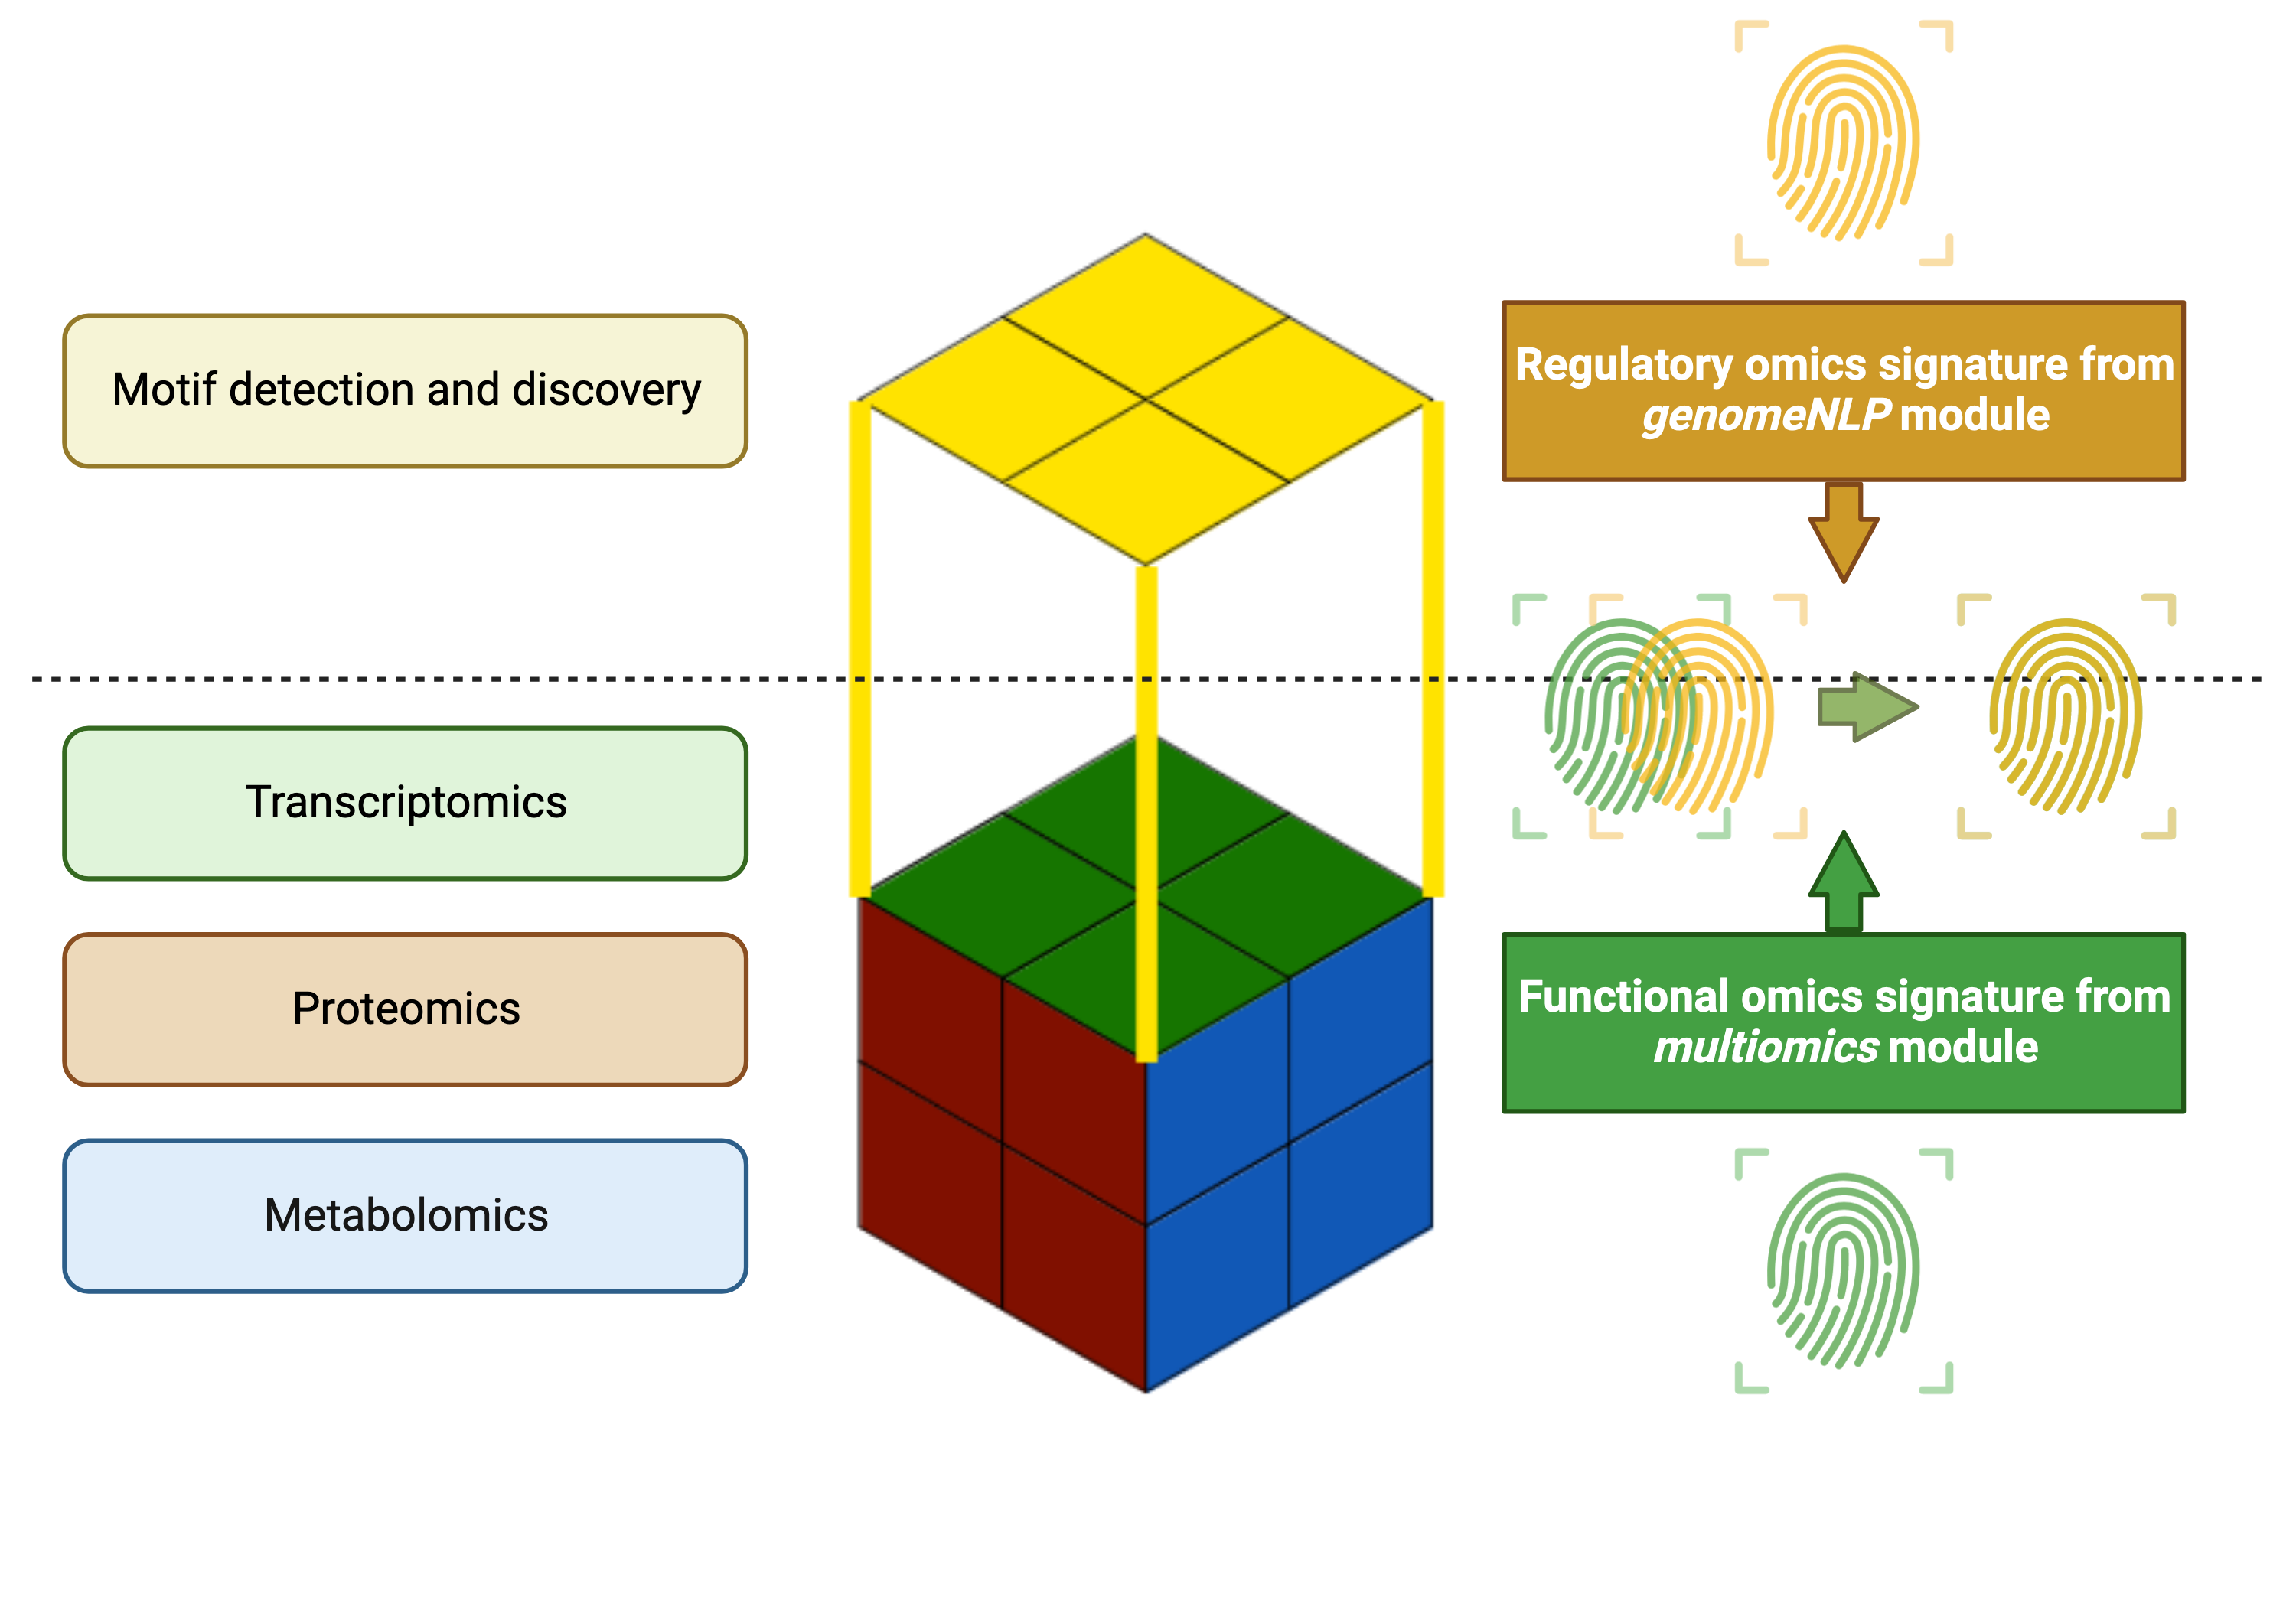 Motif detection and discovery
Regulatory omics signature from
genomeNLP module
Transcriptomics
Proteomics
Functional omics signature from
multiomics module
Metabolomics